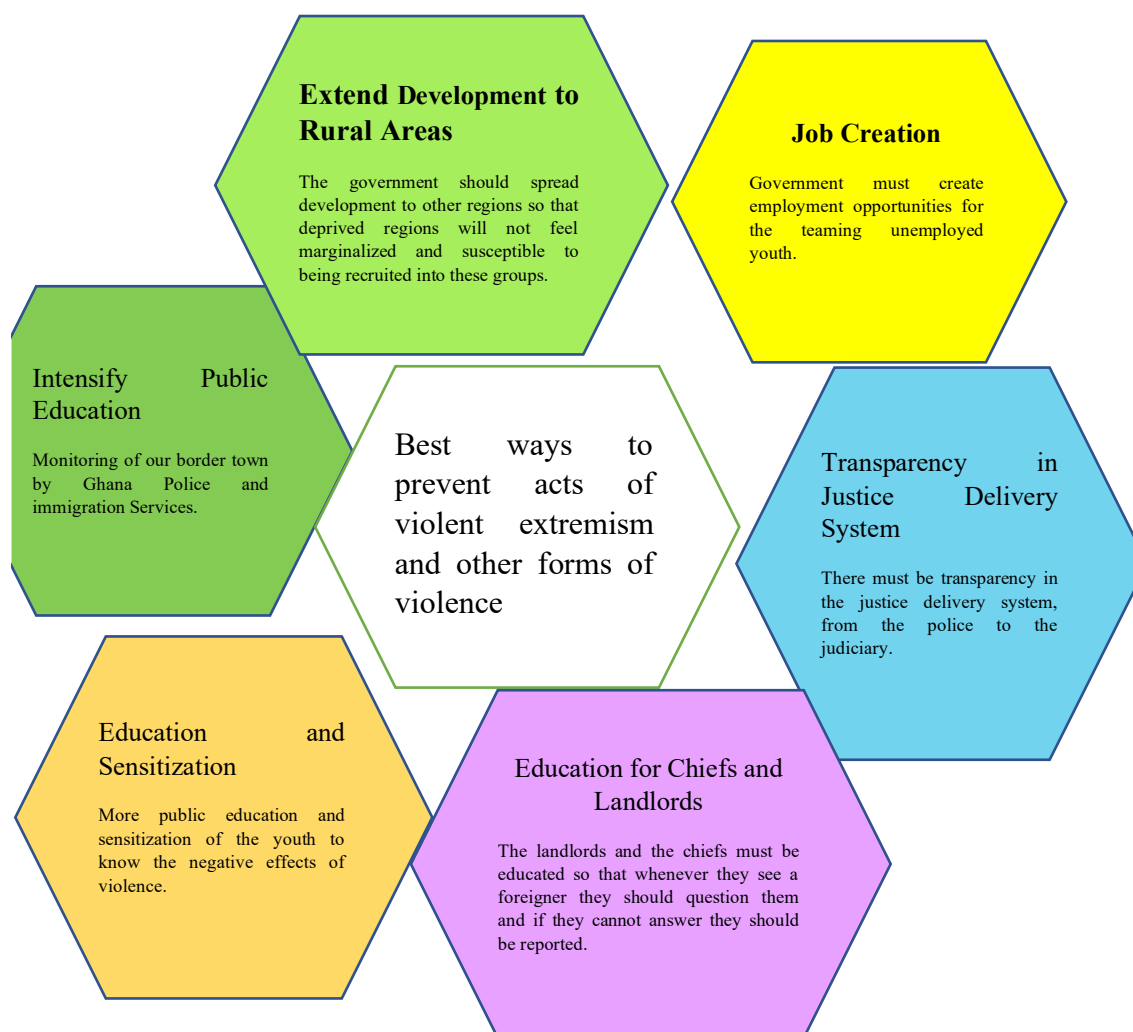 Extend Development to
Rural Areas
The government should spread
development to other regions so that
deprived regions will not feel
marginalized and susceptible to
being recruited into these groups.
Job Creation
Government must create
employment opportunities for
the teaming unemployed
youth.
Intensify Public
Education
Monitoring of our border town
by Ghana Police and
immigration Services.
Best ways to
prevent acts of
violent extremism
and other forms of
violence
Transparency in
Justice Delivery
System
There must be transparency in
the justice delivery system,
from the police to the
judiciary.
Education and
Sensitization
More public education and
sensitization of the youth to
know the negative effects of
violence.
Education for Chiefs and
Landlords
The landlords and the chiefs must be
educated so that whenever they see a
foreigner they should question them
and if they cannot answer they should
be reported.